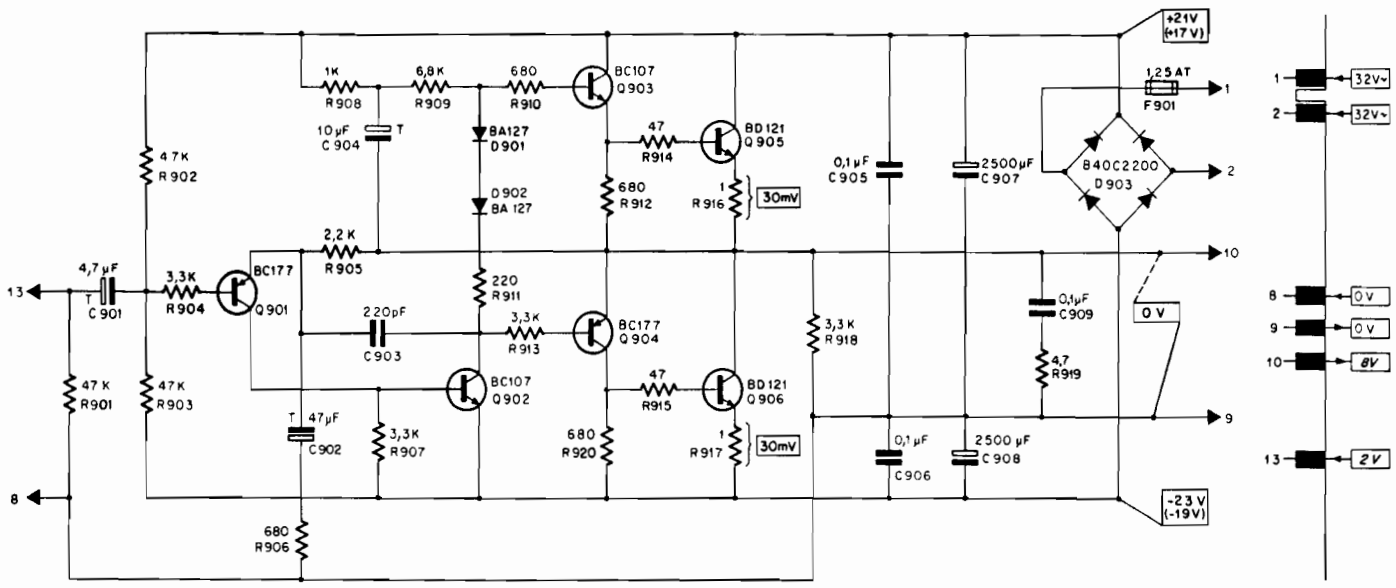 +21V
(+17V)
1K
R908
6,8K
R909
680
R910
BC107
Q903
1,25 AT
F901
1
1
32V~
2
32V~
10µF
T
C904
BA127
D901
47
R914
BD121
Q905
47K
R902
D902
BA 127
680
R912
1
R916
30mV
0,1µF
C905
2500µF
C907
B40C2200
D903
2
2,2K
R905
10
4,7µF
T
C901
13
3,3K
R904
BC177
Q901
220
R911
220pF
C903
3,3K
R913
BC177
Q904
3,3K
R918
0,1µF
C909
0V
8
0V
9
0V
10
8V
47K
R901
47K
R903
BC107
Q902
47
R915
BD121
Q906
4,7
R919
T
47µF
C902
3,3K
R907
680
R920
1
R917
30mV
0,1µF
C906
2500µF
C908
9
13
2V
8
-23V
(-19V)
680
R906